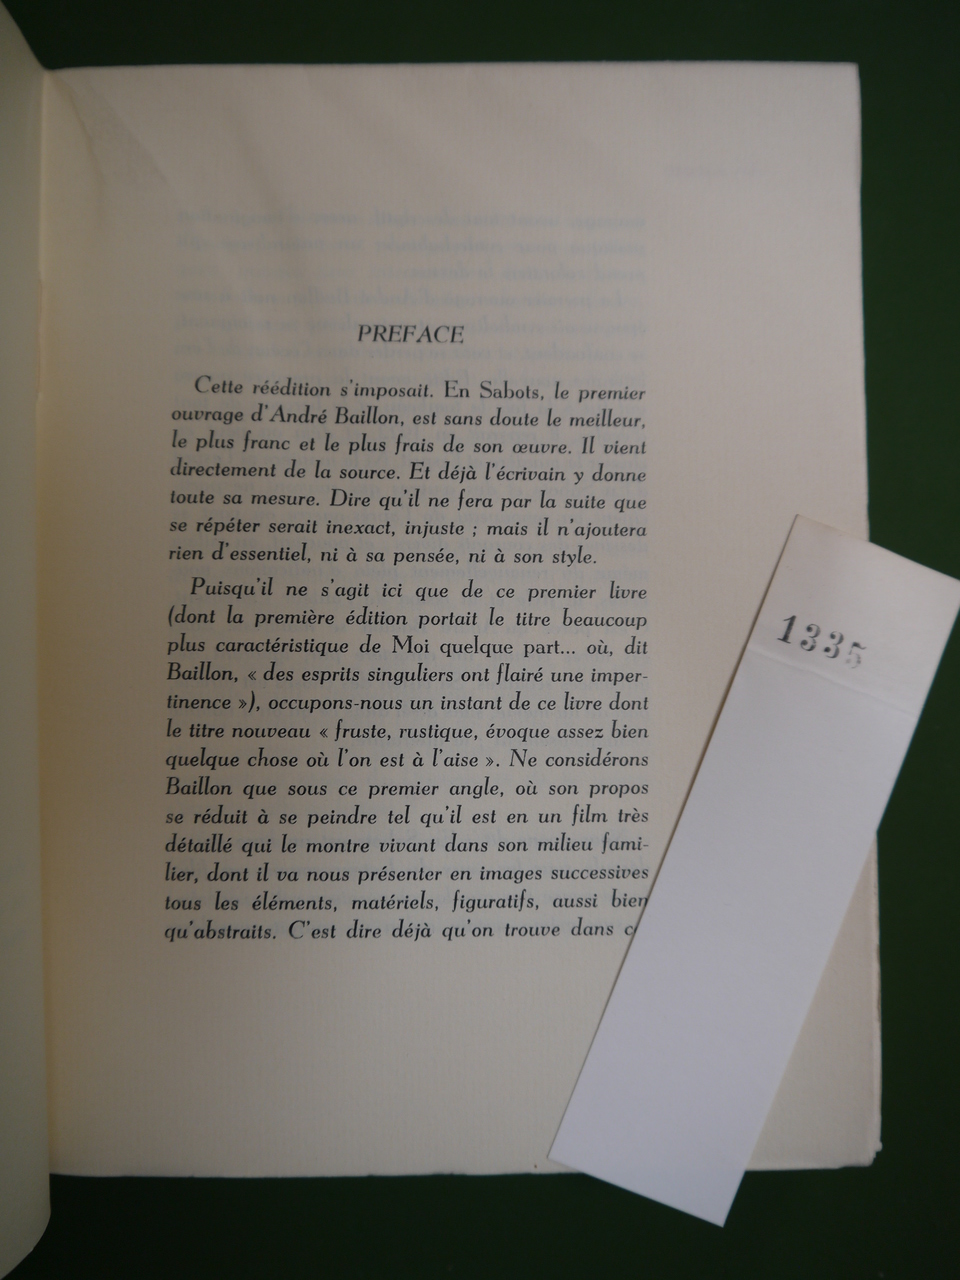 PREFACE
Cette réédition s'imposait. En Sabots, le premier
ouvrage d'André Baillon, est sans doute le meilleur,
le plus franc et le plus frais de son œuvre. Il vient
directement de la source. Et déjà l'écrivain y donne
toute sa mesure. Dire qu'il ne fera par la suite que
se répéter serait inexact, injuste ; mais il n'ajoutera
rien d'essentiel, ni à sa pensée, ni à son style.
Puisqu'il ne s'agit ici que de ce premier livre
(dont la première édition portait le titre beaucoup
plus caractéristique de Moi quelque part... où, dit
Baillon, « des esprits singuliers ont flairé une imper-
tinence »), occupons-nous un instant de ce livre dont
le titre nouveau « fruste, rustique, évoque assez bien
quelque chose où l'on est à l'aise ». Ne considérons
Baillon que sous ce premier angle, où son propos
se réduit à se peindre tel qu'il est en un film très
détaillé qui le montre vivant dans son milieu fami-
lier, dont il va nous présenter en images successives
tous les éléments, matériels, figuratifs, aussi bien
qu'abstraits. C'est dire déjà qu'on trouve dans
1335